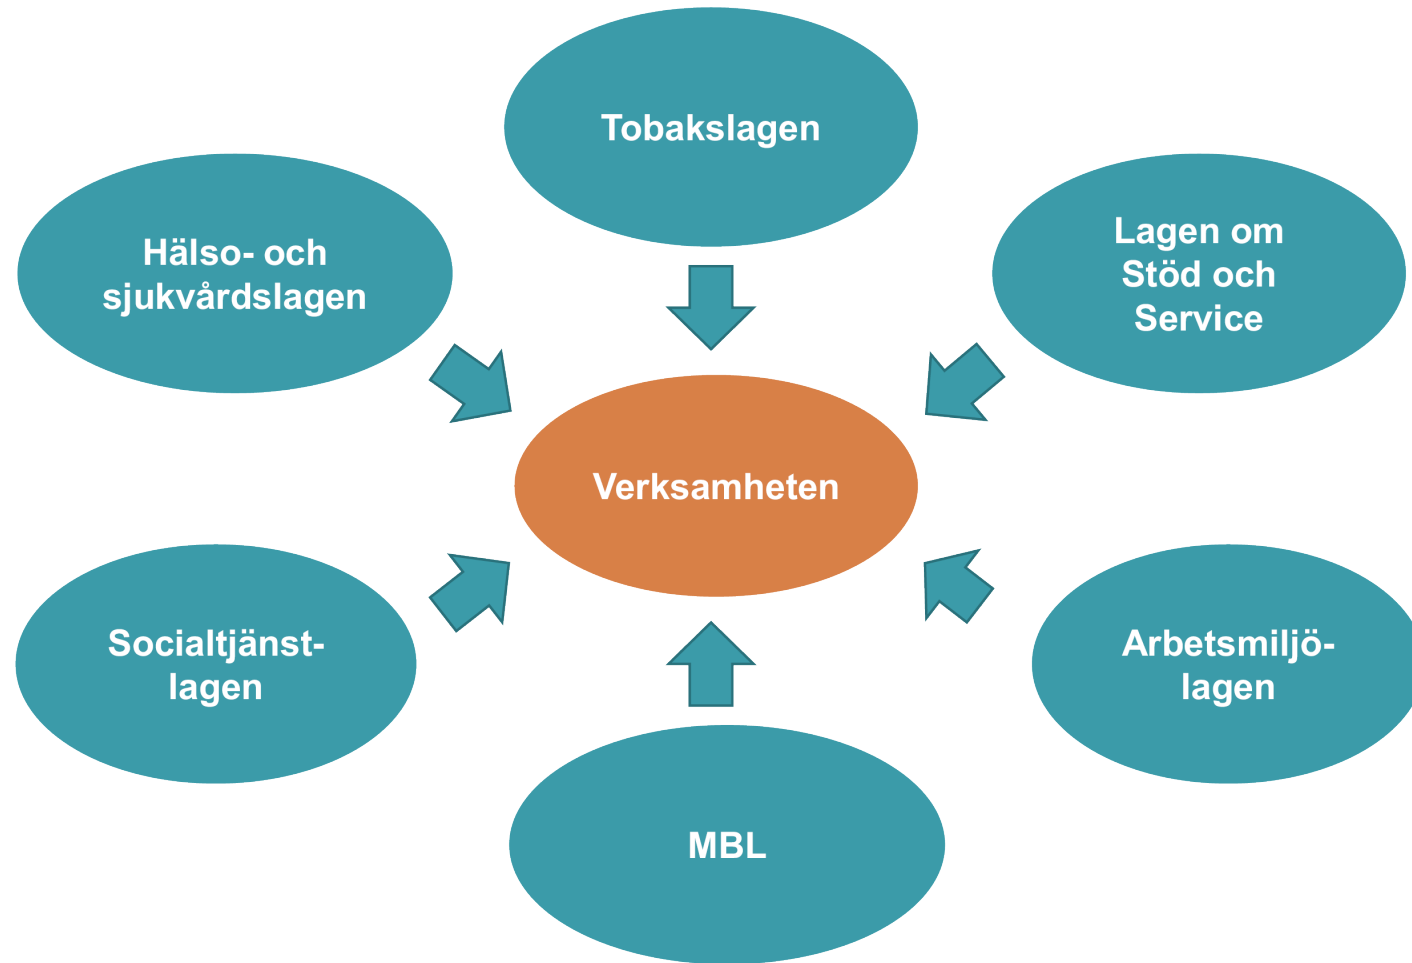 Tobakslagen
Hälso- och
sjukvårdslagen
Lagen om
Stöd och
Service
Verksamheten
Socialtjänst-
lagen
Arbetsmiljö-
lagen
MBL